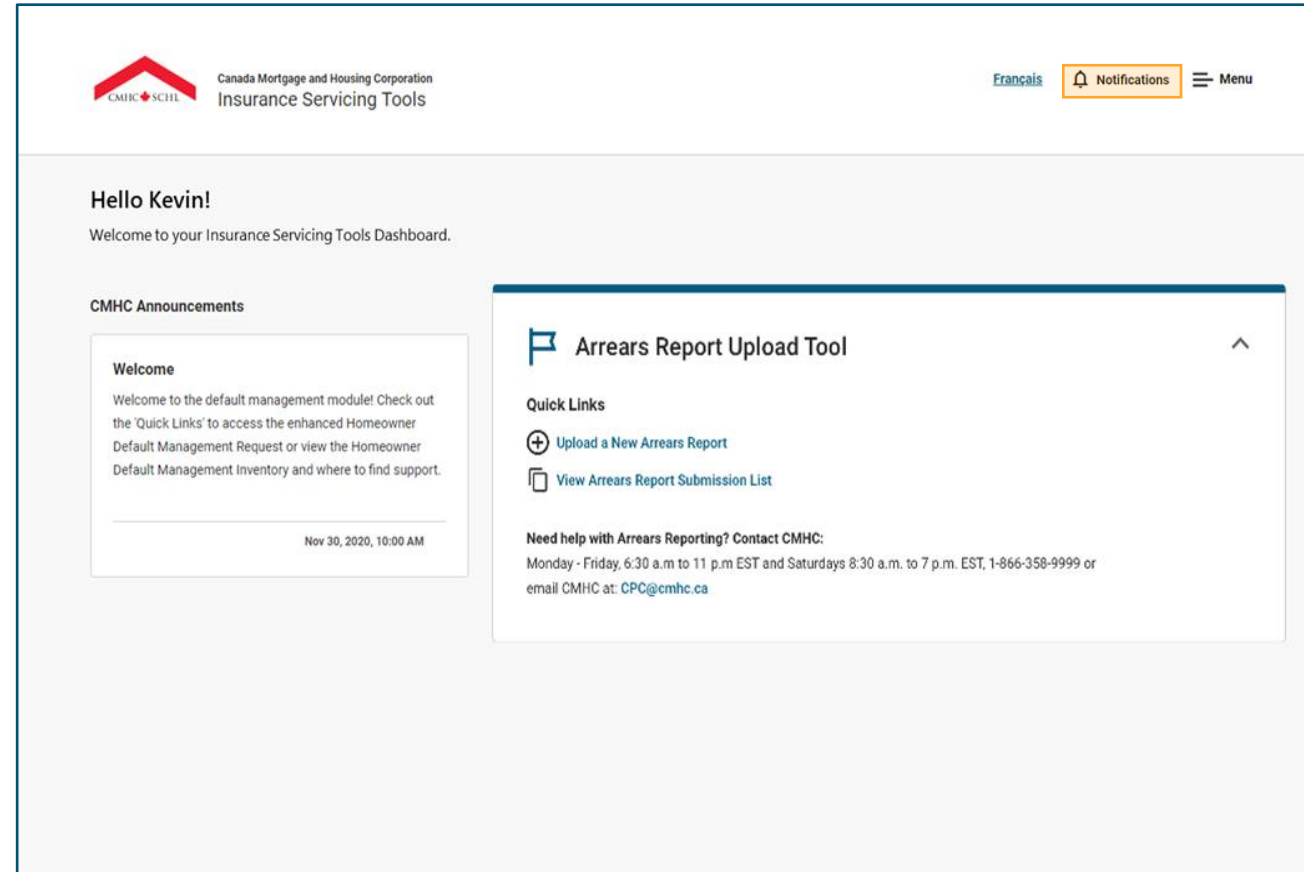 CMHC SCHL
Canada Mortgage and Housing Corporation
Insurance Servicing Tools
Français
Notifications
Menu
Hello Kevin!
Welcome to your Insurance Servicing Tools Dashboard.
CMHC Announcements
Welcome
Welcome to the default management module! Check out
the 'Quick Links' to access the enhanced Homeowner
Default Management Request or view the Homeowner
Default Management Inventory and where to find support.
Nov 30, 2020, 10:00 AM
Arrears Report Upload Tool
Quick Links
Upload a New Arrears Report
View Arrears Report Submission List
Need help with Arrears Reporting? Contact CMHC:
Monday - Friday, 6:30 a.m to 11 p.m EST and Saturdays 8:30 a.m. to 7 p.m. EST, 1-866-358-9999 or
email CMHC at: CPC@cmhc.ca